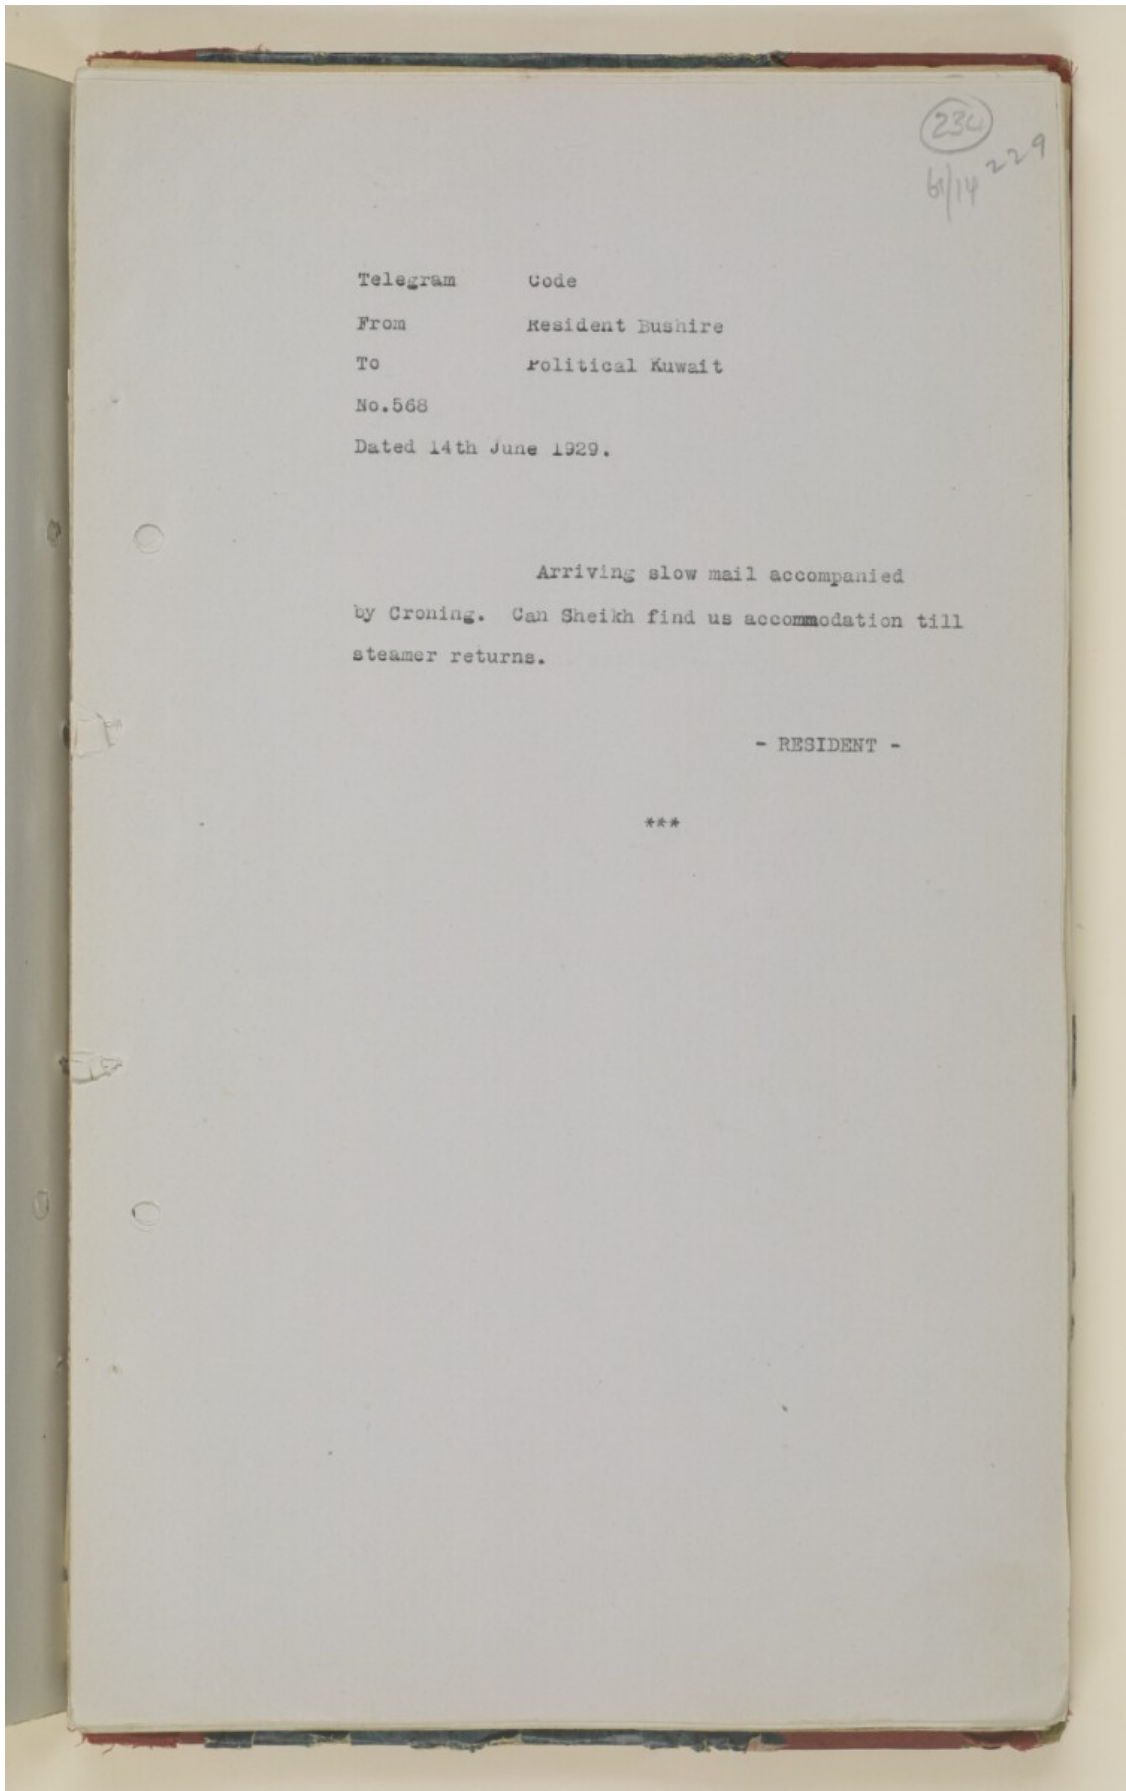 229
61/14
Telegram Code
From Resident Bushire
To Political Kuwait
No.568
Dated 14th June 1929.
Arriving slow mail accompanied
by Croning. Can Sheikh find us accommodation till
steamer returns.
- RESIDENT -
***